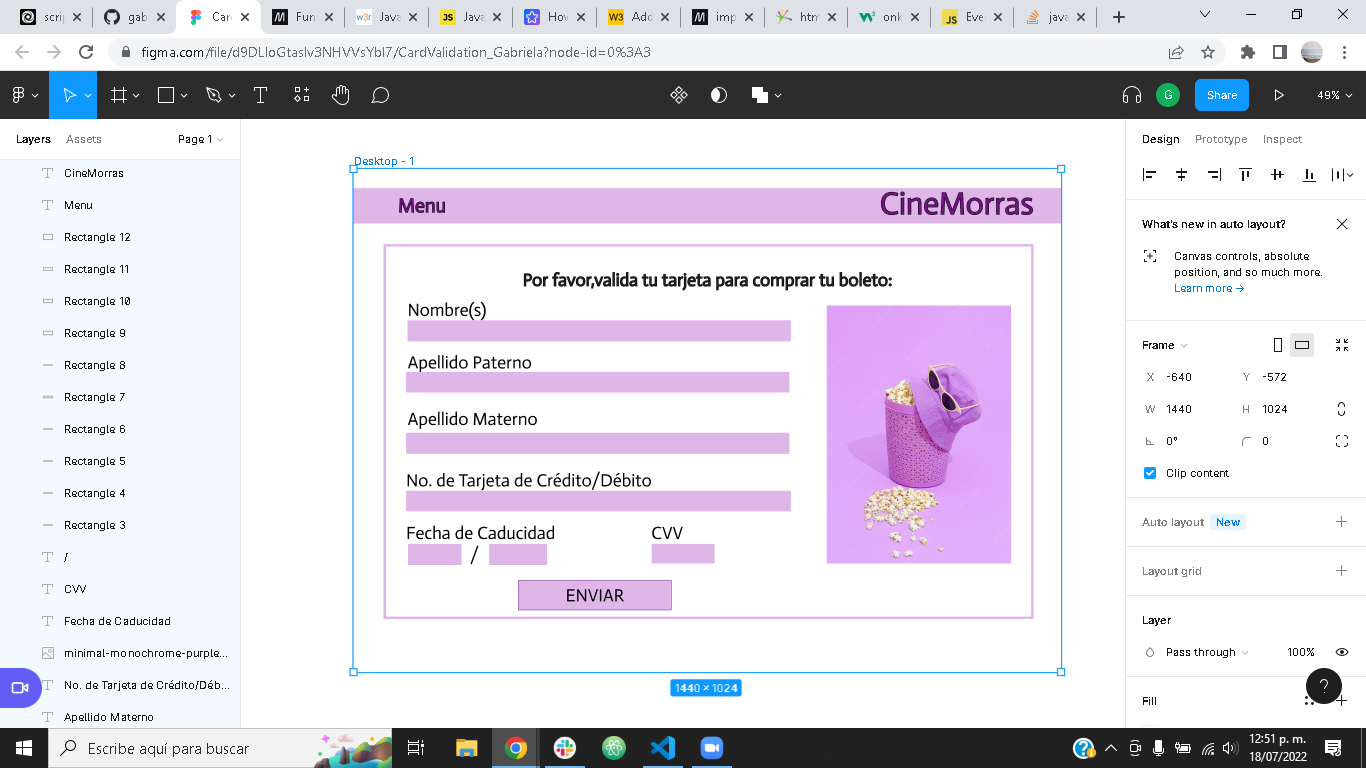 scrip
gab
Card
Fun
Java
Java
How
Add
imp
htm
onk
Eve
java
figma.com/file/d9DLIoGtasIv3NHVVsYbI7/CardValidation_Gabriela?node-id=0%3A3
G
Share
49%
Layers
Assets
Page 1
Design
Prototype
Inspect
CineMorras
Menu
Rectangle 12
Rectangle 11
Rectangle 10
Rectangle 9
Rectangle 8
Rectangle 7
Rectangle 6
Rectangle 5
Rectangle 4
Rectangle 3
/
CVV
Fecha de Caducidad
minimal-monochrome-purple...
No. de Tarjeta de Crédito/Déb...
Apellido Materno
Desktop - 1
Menu
CineMorras
Por favor,valida tu tarjeta para comprar tu boleto:
Nombre(s)
Apellido Paterno
Apellido Materno
No. de Tarjeta de Crédito/Débito
Fecha de Caducidad
CVV
/
ENVIAR
1440 × 1024
What's new in auto layout?
Canvas controls, absolute
position, and so much more.
Learn more →
Frame
X -640
Y -572
W 1440
H 1024
0°
0
Clip content
Auto layout New
Layout grid
Layer
Pass through
100%
Fill
?
Escribe aquí para buscar
12:51 p. m.
18/07/2022